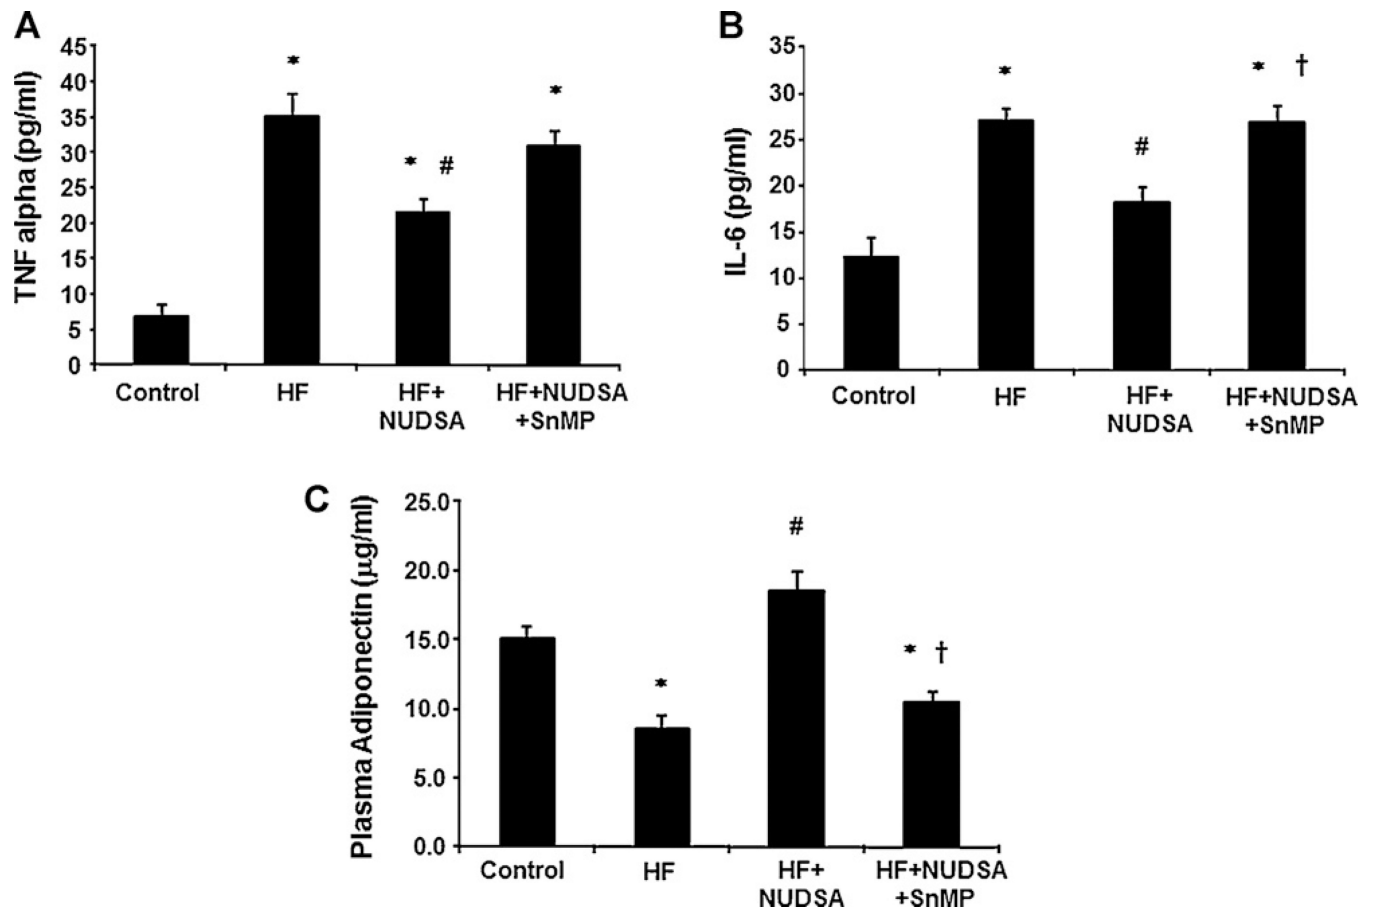 A
TNF alpha (pg/ml)
45
40
35
30
25
20
15
10
5
0
*
* #
*
Control HF HF+ HF+NUDSA
NUDSA +SnMP
B
IL-6 (pg/ml)
35
30
25
20
15
10
5
0
*
#
* †
Control HF HF+ HF+NUDSA
NUDSA +SnMP
C
Plasma Adiponectin (µg/ml)
25.0
20.0
15.0
10.0
5.0
0.0
*
#
* †
Control HF HF+ HF+NUDSA
NUDSA +SnMP